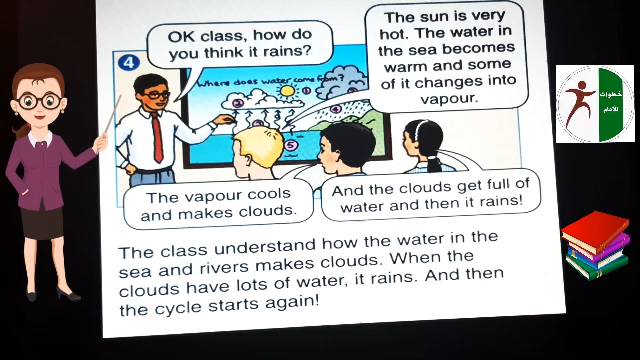 4
OK class, how do
you think it rains?
The sun is very
hot. The water in
the sea becomes
warm and some
of it changes into
vapour.
Where does water come from?
5
The vapour cools
and makes clouds.
And the clouds get full of
water and then it rains!
The class understand how the water in the
sea and rivers makes clouds. When the
clouds have lots of water, it rains. And then
the cycle starts again!
خطوات
للأمام